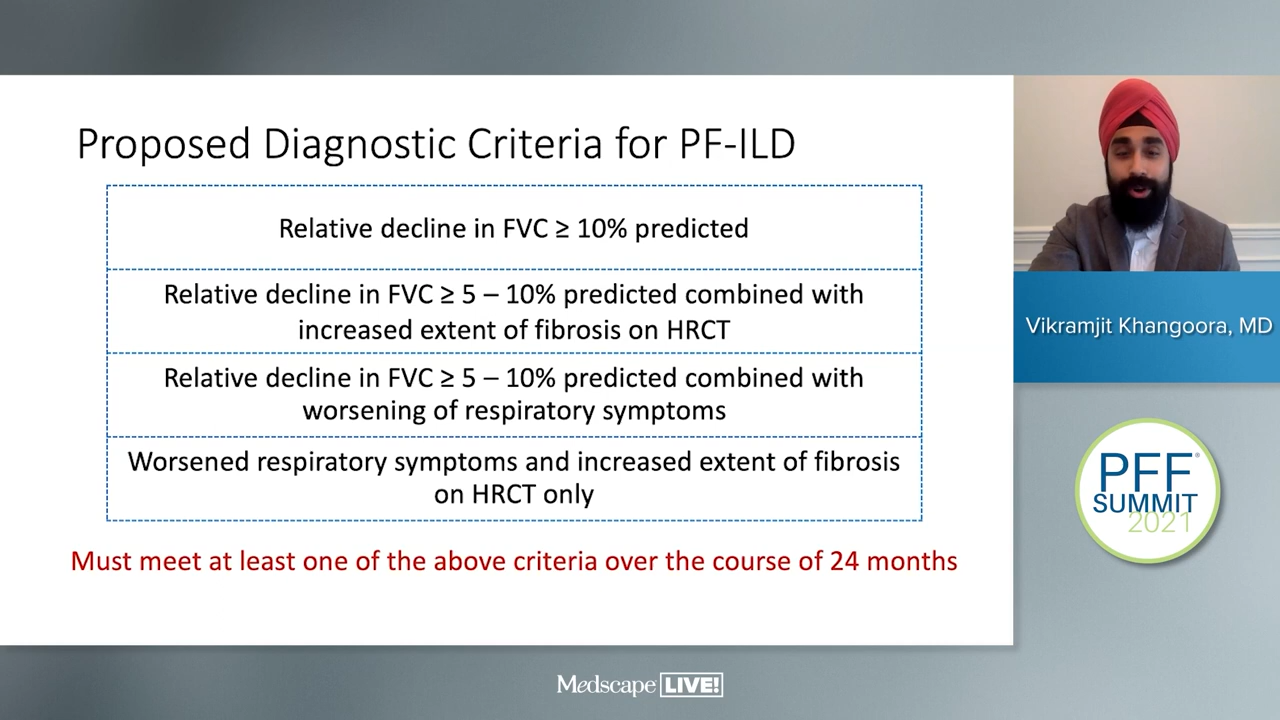 Proposed Diagnostic Criteria for PF-ILD
Relative decline in FVC ≥ 10% predicted
Relative decline in FVC ≥ 5 – 10% predicted combined with
increased extent of fibrosis on HRCT
Relative decline in FVC ≥ 5 – 10% predicted combined with
worsening of respiratory symptoms
Worsened respiratory symptoms and increased extent of fibrosis
on HRCT only
Must meet at least one of the above criteria over the course of 24 months
Vikramjit Khangoora, MD
PFF®
SUMMIT
2021
Medscape LIVE!